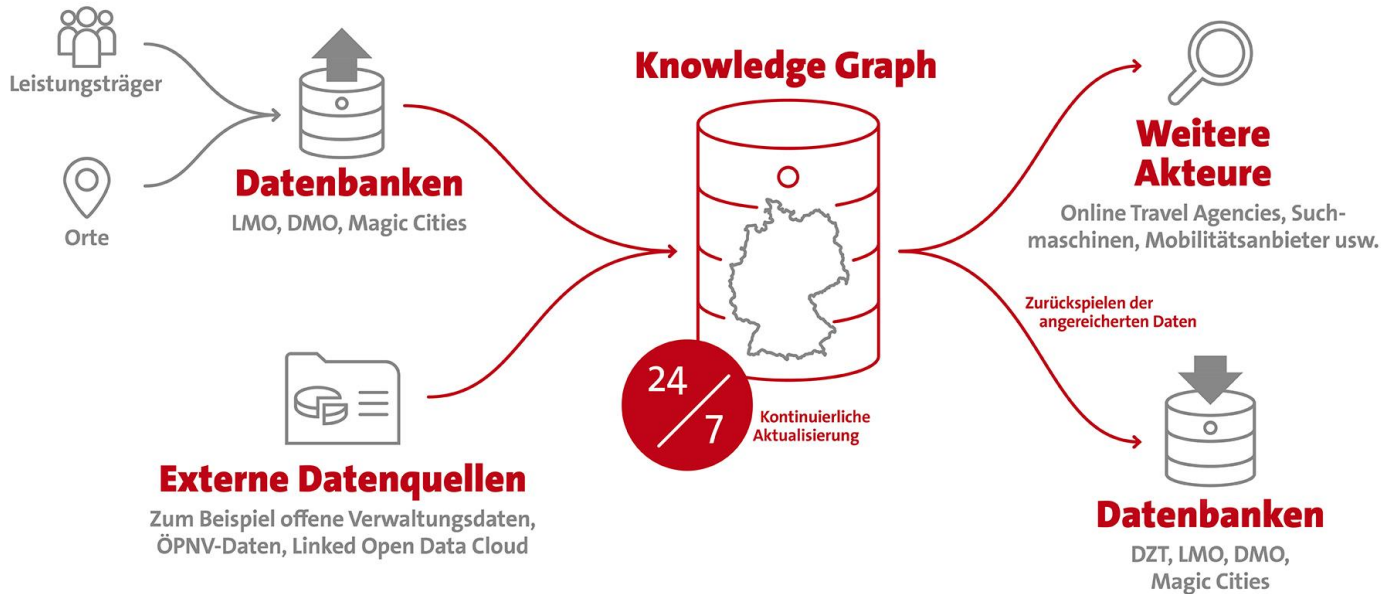 Leistungsträger
Orte
Datenbanken
LMO, DMO, Magic Cities
Externe Datenquellen
Zum Beispiel offene Verwaltungsdaten,
ÖPNV-Daten, Linked Open Data Cloud
Knowledge Graph
24
7
Kontinuierliche
Aktualisierung
Weitere
Akteure
Online Travel Agencies, Such-
maschinen, Mobilitätsanbieter usw.
Zurückspielen der
angereicherten Daten
Datenbanken
DZT, LMO, DMO,
Magic Cities